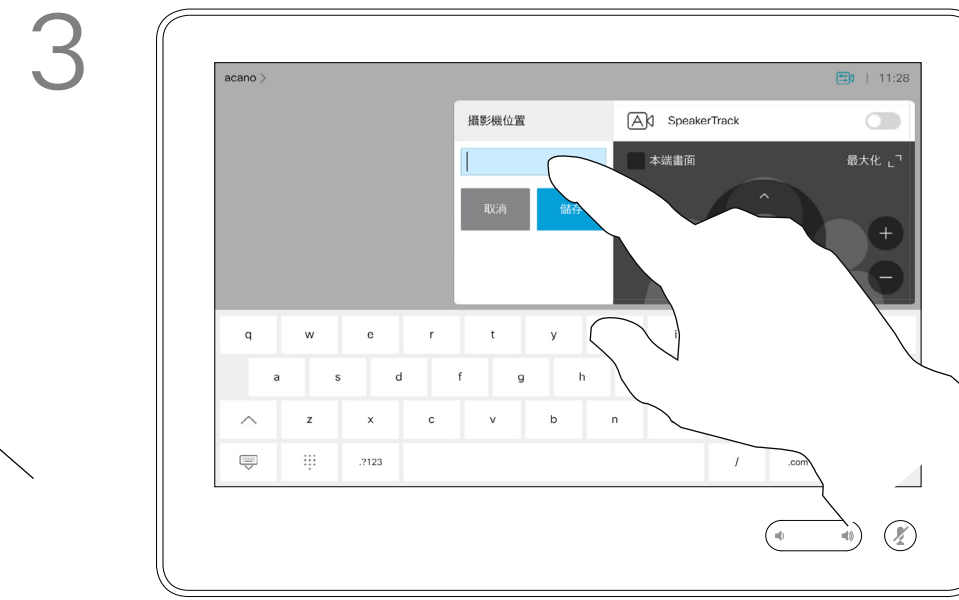 3
acano >
11:28
攝影機位置
SpeakerTrack
本端畫面
最大化
取消
儲存
q w e r t y i
a s d f g h
z x c v b n
.?123 / .com